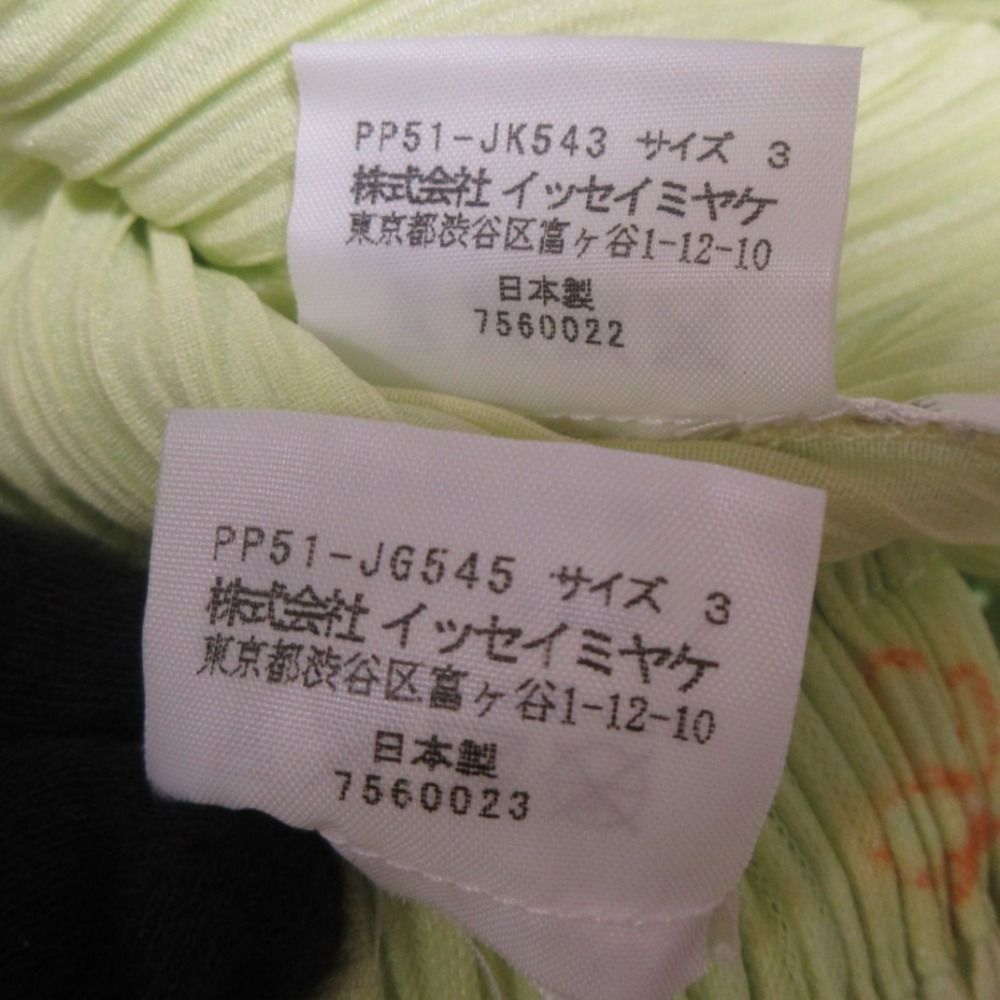 PP51-JK543 サイズ 3
株式会社 イッセイミヤケ
東京都渋谷区富ヶ谷1-12-10
日本製
7560022
PP51-JG545 サイズ 3
株式会社 イッセイミヤケ
東京都渋谷区富ヶ谷1-12-10
日本製
7560023